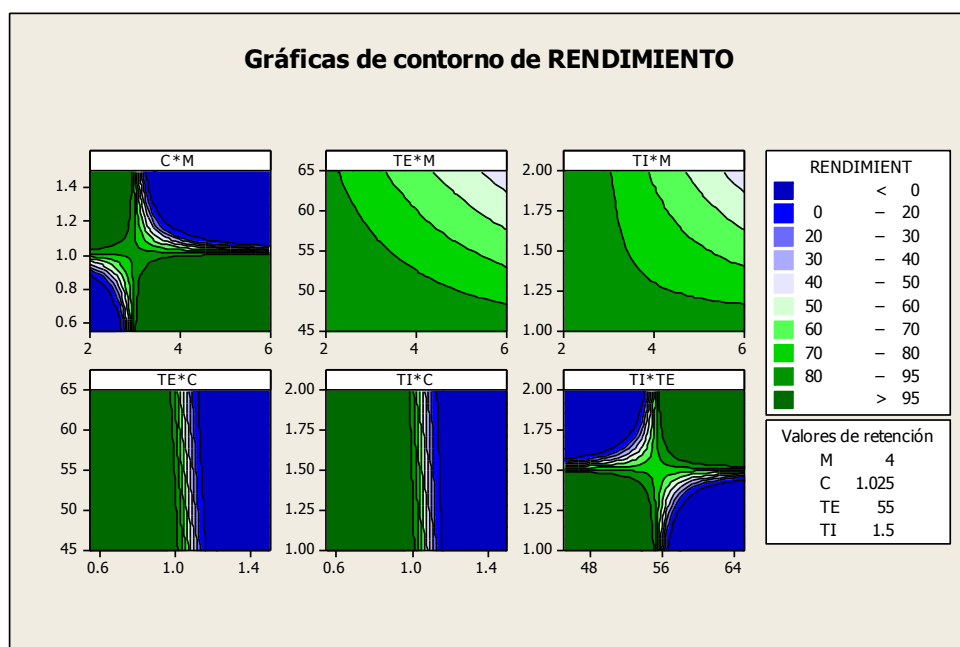 Gráficas de contorno de RENDIMIENTO
C*M
1.4
1.2
1.0
0.8
0.6
2 4 6
TE*M
65
60
55
50
45
2 4 6
TI*M
2.00
1.75
1.50
1.25
1.00
2 4 6
TE*C
65
60
55
50
45
0.6 1.0 1.4
TI*C
2.00
1.75
1.50
1.25
1.00
0.6 1.0 1.4
TI*TE
2.00
1.75
1.50
1.25
1.00
48 56 64
RENDIMIENT
< 0
0 – 20
20 – 30
30 – 40
40 – 50
50 – 60
60 – 70
70 – 80
80 – 95
> 95
Valores de retención
M 4
C 1.025
TE 55
TI 1.5